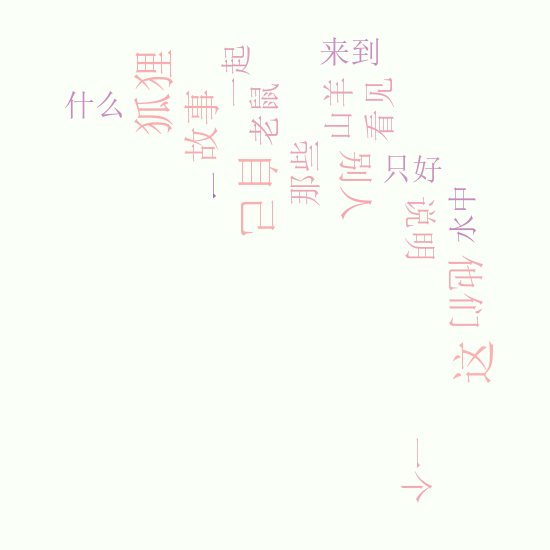 什么
狐狸
故事
一起
老鼠
来到
山羊
看见
一
自己
那些
别人
只好
说明
水中
他们
这
一个